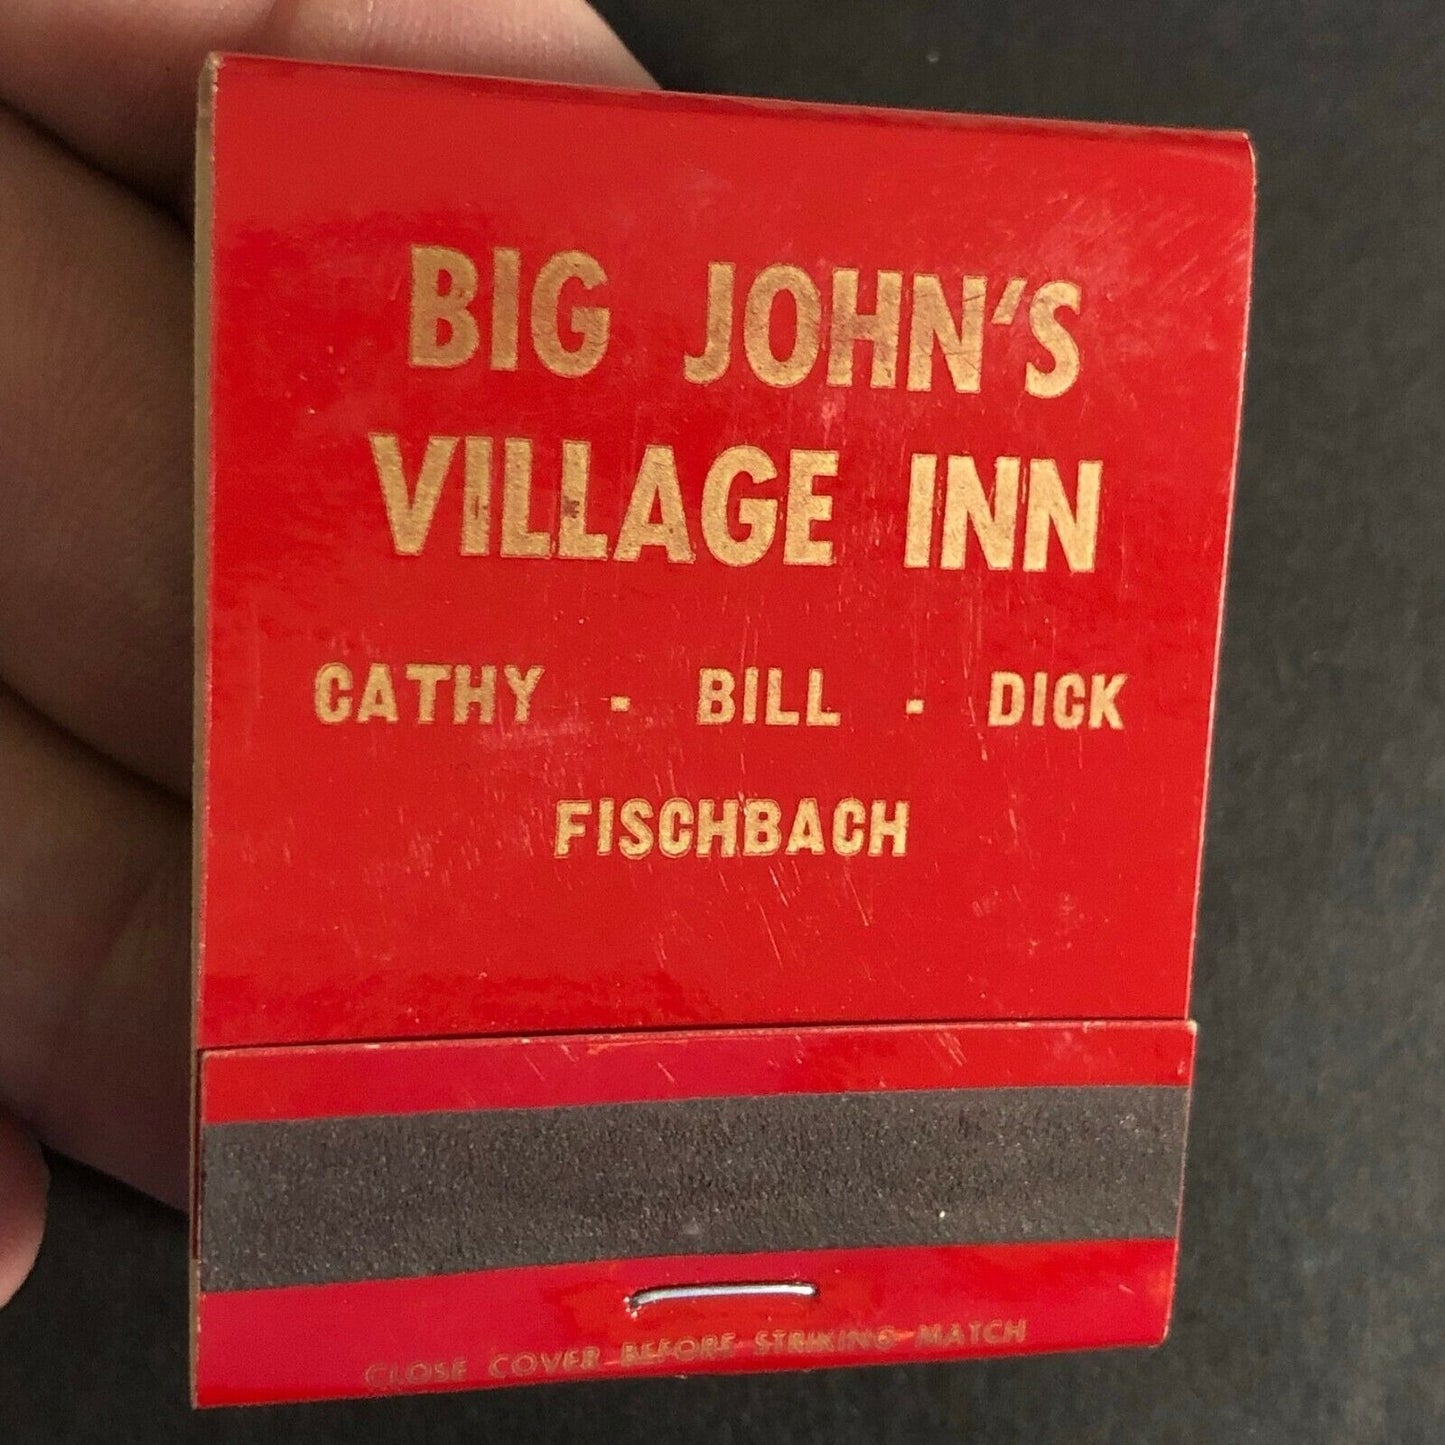 BIG JOHN'S
VILLAGE INN
CATHY - BILL - DICK
FISCHBACH
CLOSE COVER BEFORE STRIKING MATCH